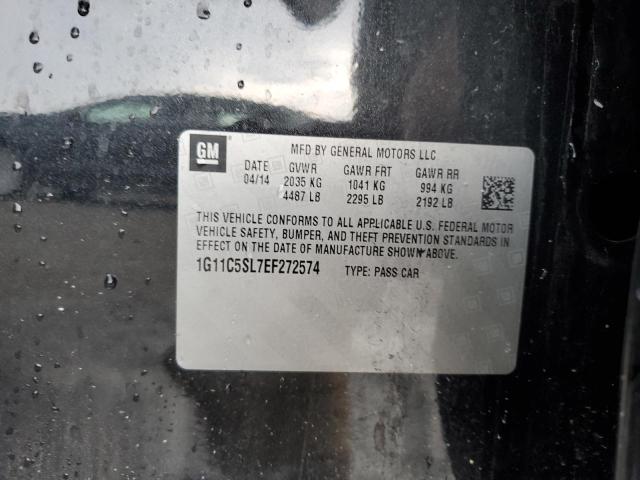 GM MFD BY GENERAL MOTORS LLC
DATE GVWR GAWR FRT GAWR RR
04/14 2035 KG 1041 KG 994 KG
4487 LB 2295 LB 2192 LB
THIS VEHICLE CONFORMS TO ALL APPLICABLE U.S. FEDERAL MOTOR
VEHICLE SAFETY, BUMPER, AND THEFT PREVENTION STANDARDS IN
EFFECT ON THE DATE OF MANUFACTURE SHOWN ABOVE.
1G11C5SL7EF272574 TYPE: PASS CAR